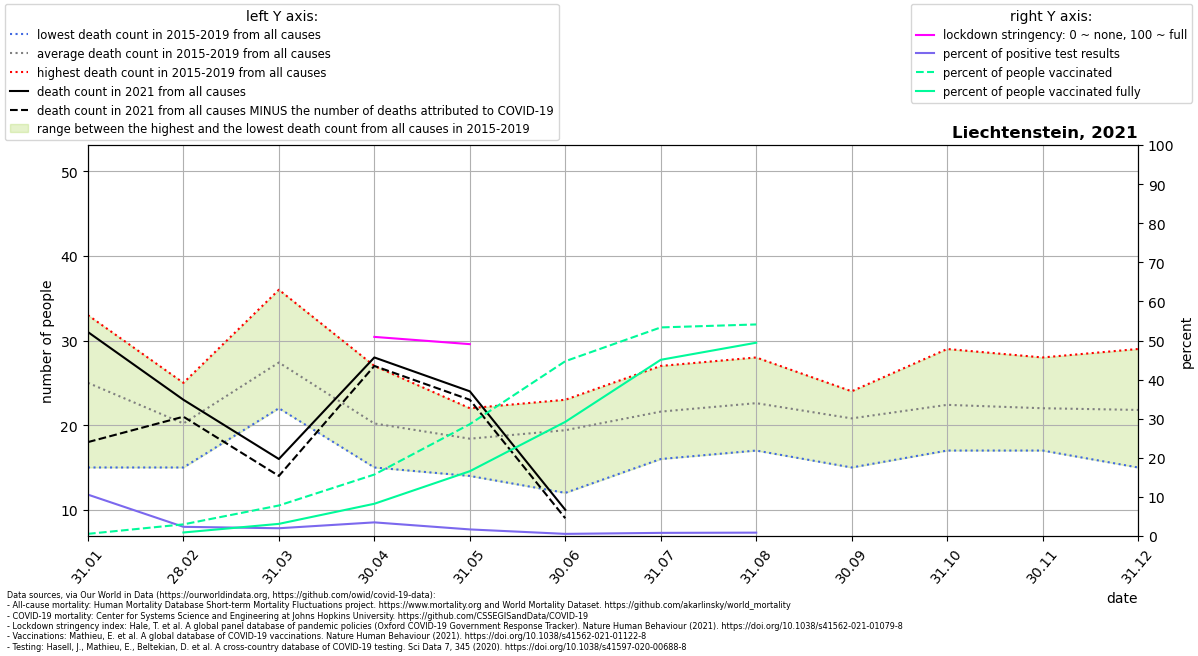 left Y axis:
lowest death count in 2015-2019 from all causes
average death count in 2015-2019 from all causes
highest death count in 2015-2019 from all causes
death count in 2021 from all causes
death count in 2021 from all causes MINUS the number of deaths attributed to COVID-19
range between the highest and the lowest death count from all causes in 2015-2019
right Y axis:
lockdown stringency: 0 ~ none, 100 ~ full
percent of positive test results
percent of people vaccinated
percent of people vaccinated fully
Liechtenstein, 2021
number of people
50
40
30
20
10
100
90
80
70
60
50
40
30
20
10
0
percent
31.01
28.02
31.03
30.04
31.05
30.06
31.07
31.08
30.09
31.10
30.11
31.12
date
Data sources, via Our World in Data (https://ourworldindata.org, https://github.com/owid/covid-19-data):
- All-cause mortality: Human Mortality Database Short-term Mortality Fluctuations project. https://www.mortality.org and World Mortality Dataset. https://github.com/akarlinsky/world_mortality
- COVID-19 mortality: Center for Systems Science and Engineering at Johns Hopkins University. https://github.com/CSSEGISandData/COVID-19
- Lockdown stringency index: Hale, T. et al. A global panel database of pandemic policies (Oxford COVID-19 Government Response Tracker). Nature Human Behaviour (2021). https://doi.org/10.1038/s41562-021-01079-8
- Vaccinations: Mathieu, E. et al. A global database of COVID-19 vaccinations. Nature Human Behaviour (2021). https://doi.org/10.1038/s41562-021-01122-8
- Testing: Hasell, J., Mathieu, E., Beltekian, D. et al. A cross-country database of COVID-19 testing. Sci Data 7, 345 (2020). https://doi.org/10.1038/s41597-020-00688-8